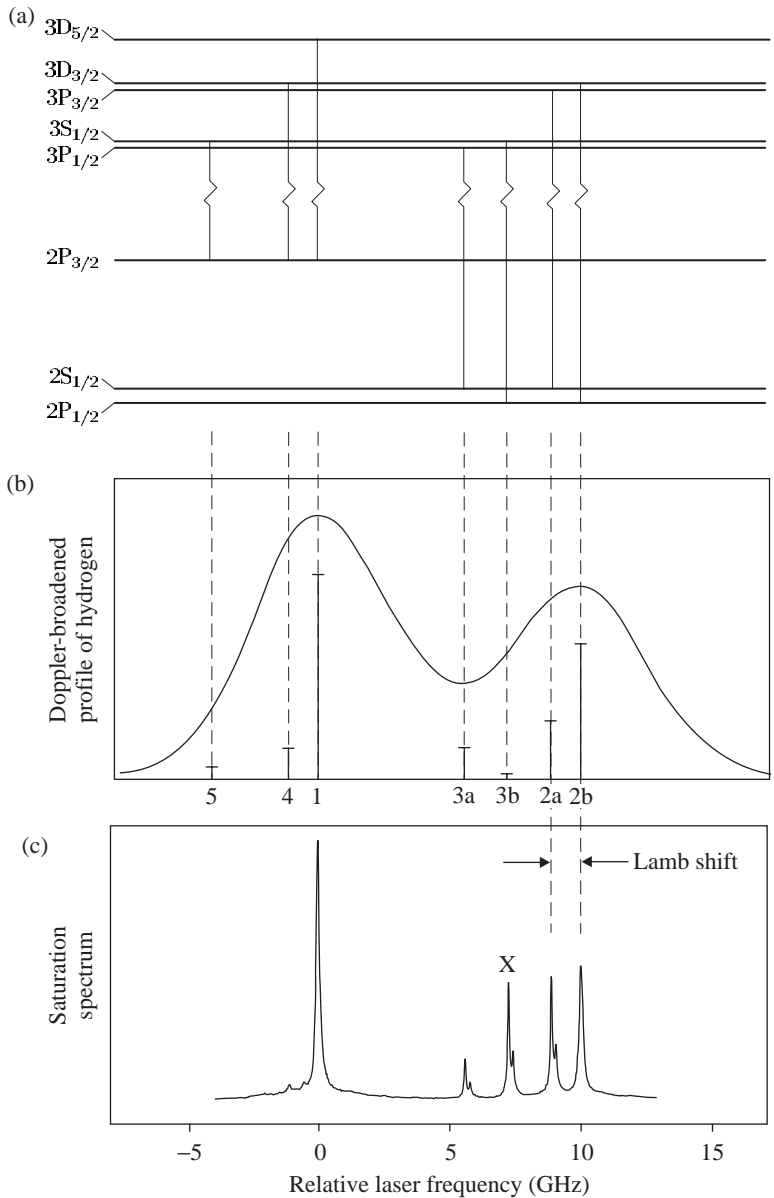 (a)
3D5/2
3D3/2
3P3/2
3S1/2
3P1/2
2P3/2
2S1/2
2P1/2
(b)
Doppler-broadened
profile of hydrogen
5 4 1 3a 3b 2a 2b
(c)
Lamb shift
X
Saturation
spectrum
−5 0 5 10 15
Relative laser frequency (GHz)